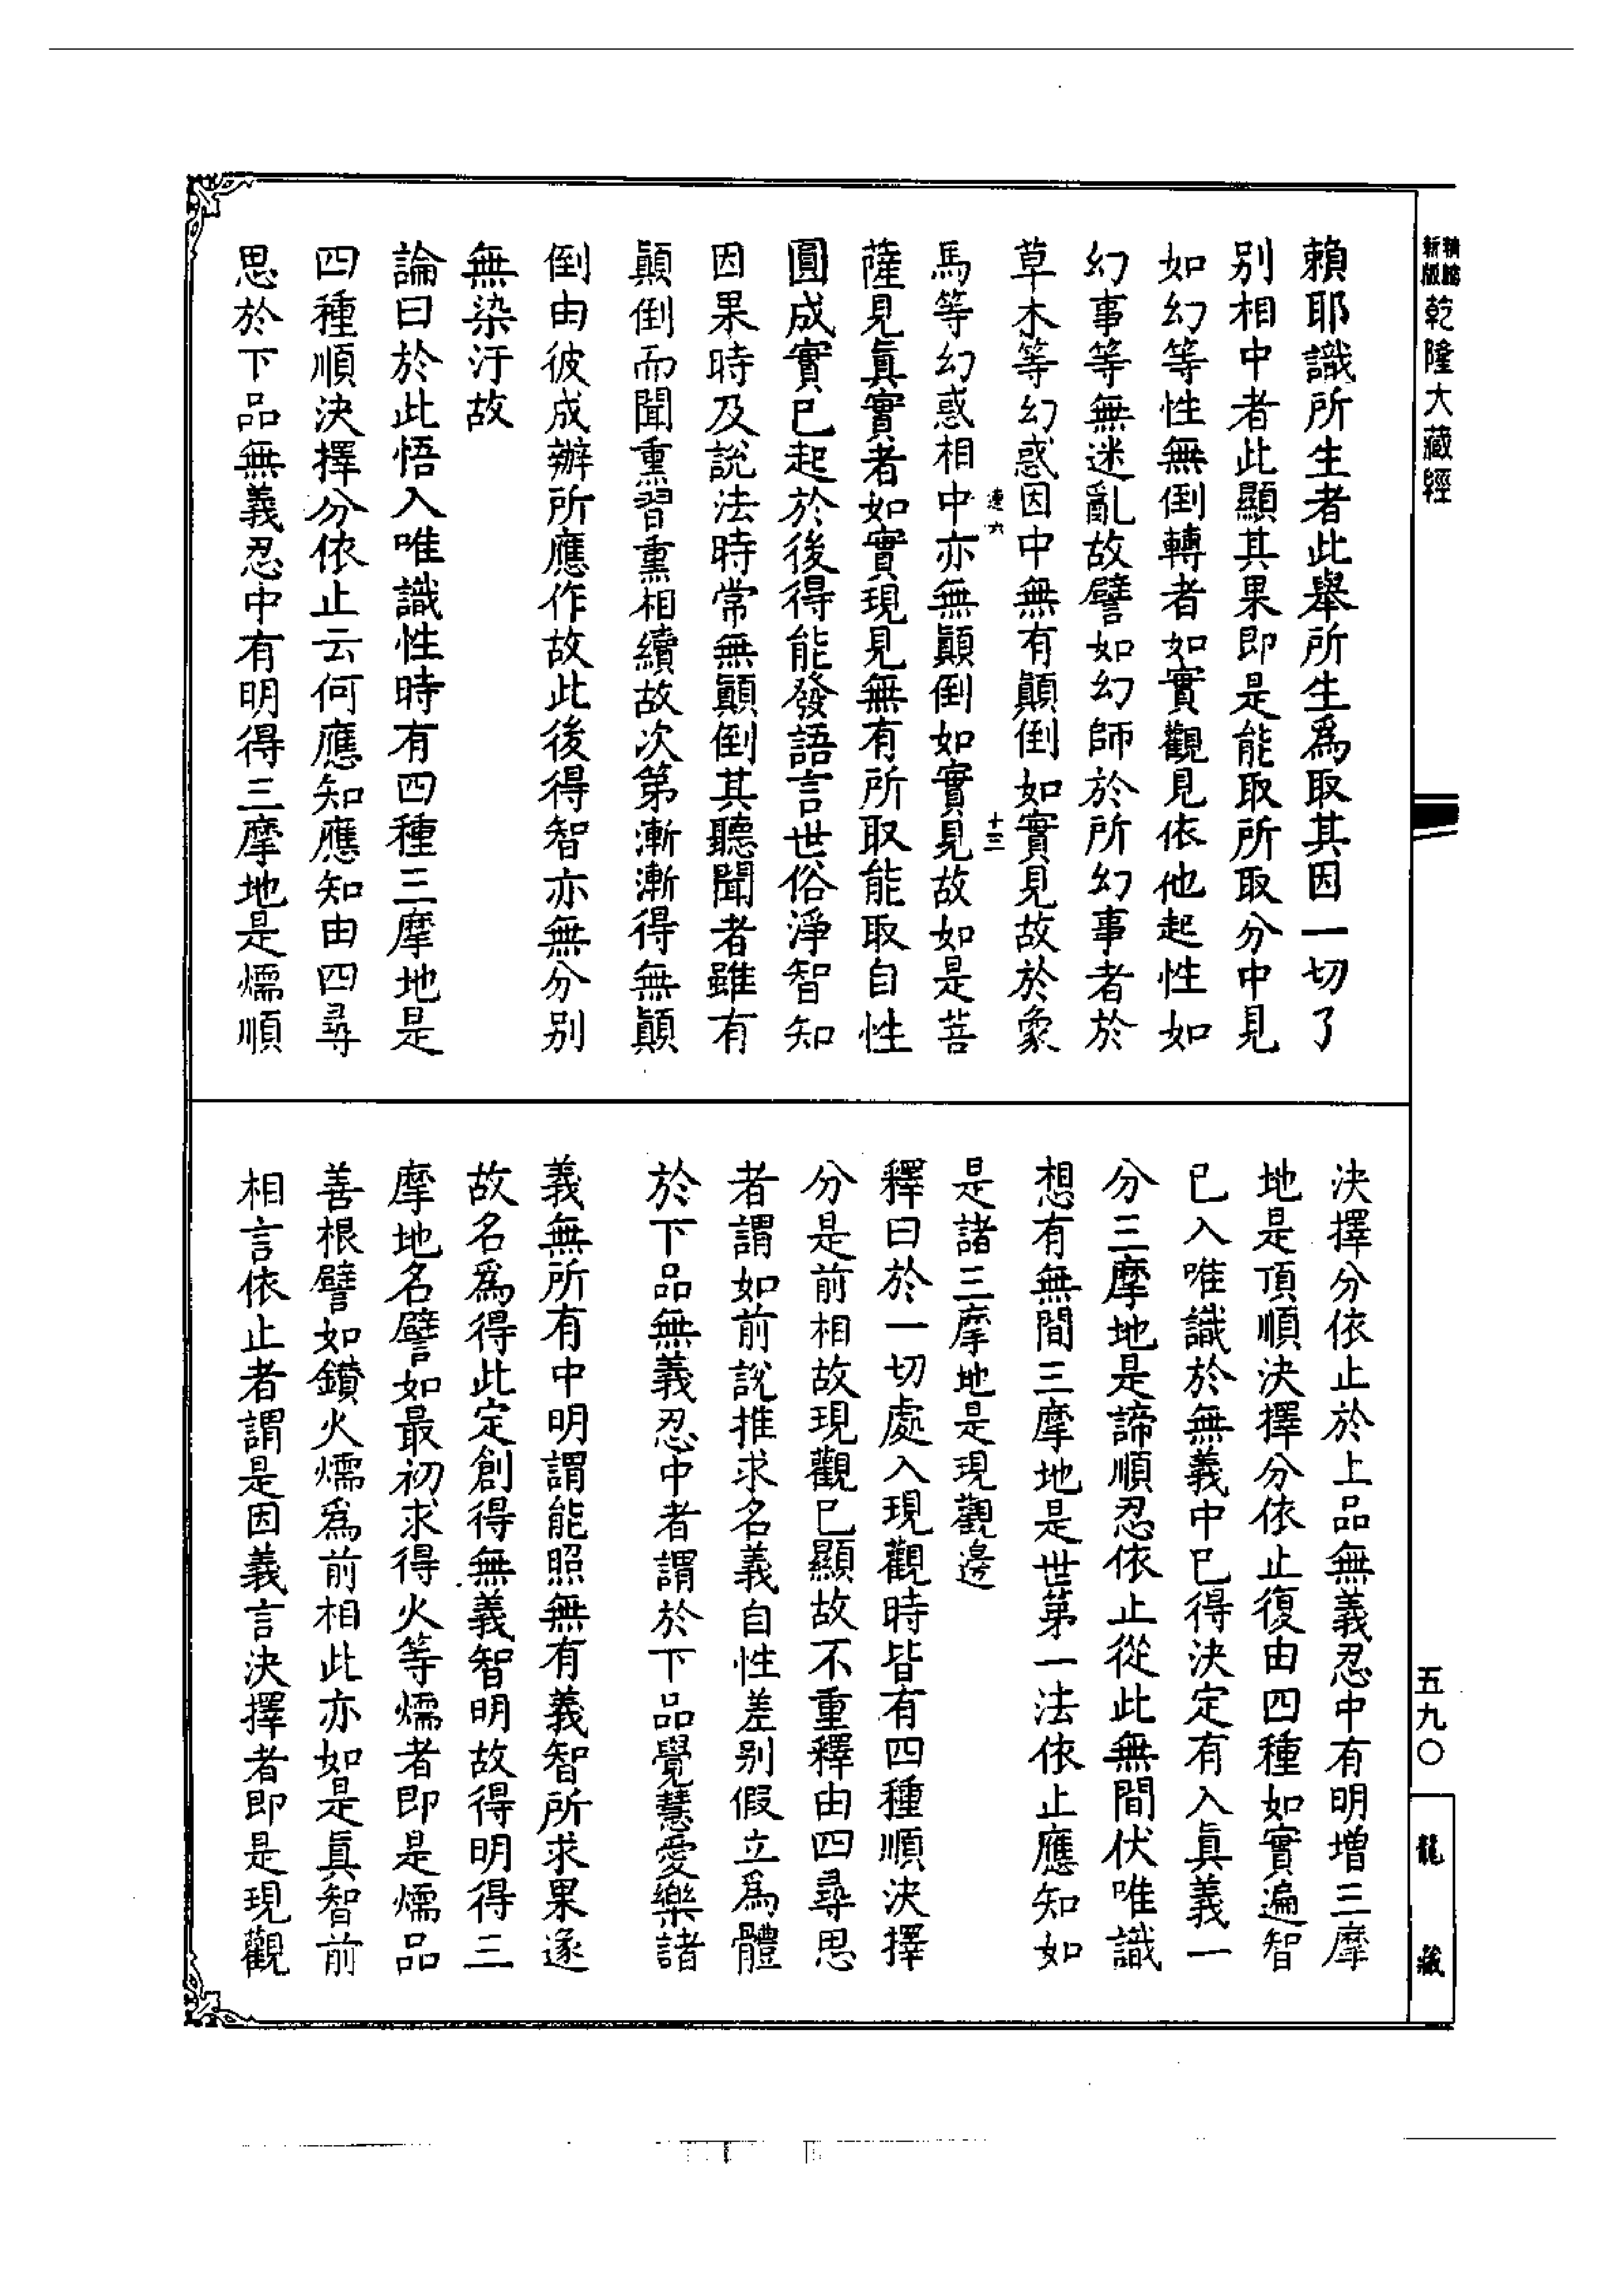 精縮新版乾隆大藏經
賴耶識所生者此舉所生爲取其因一切了
別相中者此顯其果即是能取所取分中見
如幻等性無倒轉者如實觀見依他起性如
幻事等無迷亂故譬如幻師於所幻事者於
草木等幻惑因中無有顛倒如實見故於象
連六 十三
馬等幻惑相中亦無顛倒如實見故如是菩
薩見眞實者如實現見無有所取能取自性
圓成實已起於後得能發語言世俗淨智知
因果時及說法時常無顛倒其聽聞者雖有
顛倒而聞熏習熏相續故次第漸漸得無顛
倒由彼成辦所應作故此後得智亦無分別
無染汙故
論曰於此悟入唯識性時有四種三摩地是
四種順決擇分依止云何應知應知由四尋
思於下品無義忍中有明得三摩地是煗順
決擇分依止於上品無義忍中有明增三摩
地是頂順決擇分依止復由四種如實遍智
已入唯識於無義中已得決定有入眞義一
分三摩地是諦順忍依止從此無間伏唯識
想有無間三摩地是世第一法依止應知如
是諸三摩地是現觀邊
釋曰於一切處入現觀時皆有四種順決擇
分是前相故現觀已顯故不重釋由四尋思
者謂如前說推求名義自性差別假立爲體
於下品無義忍中者謂於下品覺慧愛樂諸
義無所有中明謂能照無有義智所求果遂
故名爲得此定創得無義智明故得明得三
摩地名譬如最初求得火等煗者即是煗品
善根譬如鑽火煗爲前相此亦如是眞智前
相言依止者謂是因義言決擇者即是現觀
五九〇
龍藏